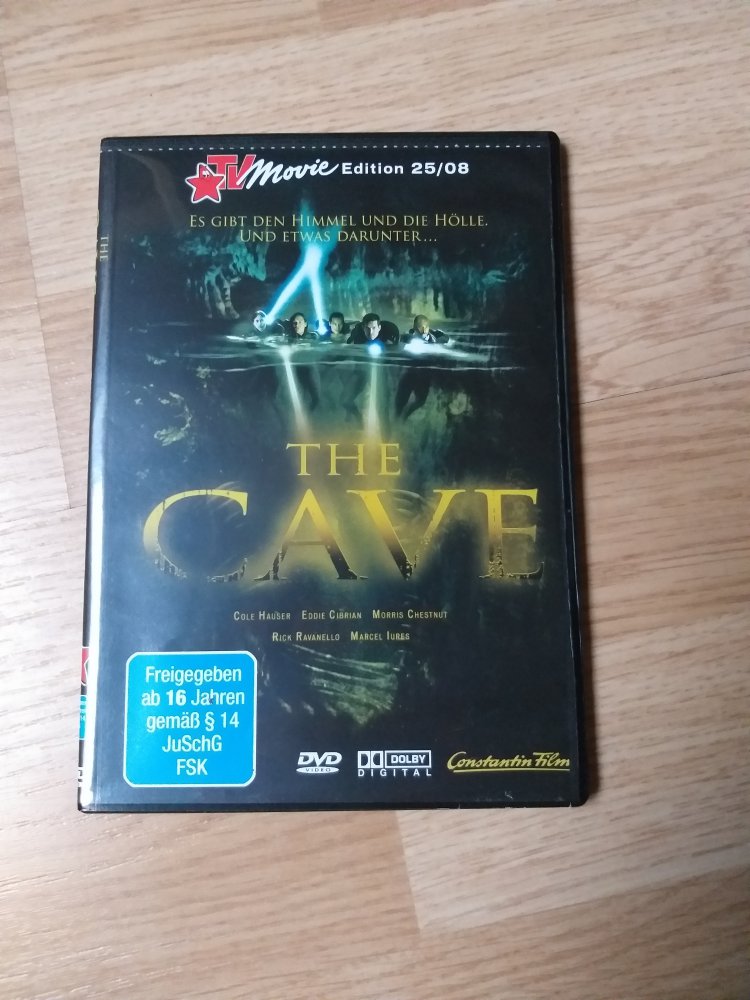 TV Movie Edition 25/08
ES GIBT DEN HIMMEL UND DIE HÖLLE.
UND ETWAS DARUNTER...
THE
THE
CAVE
COLE HAUSER EDDIE CIBRIAN MORRIS CHESTNUT
RICK RAVANELLO MARCEL IURES
Freigegeben
ab 16 Jahren
gemäß § 14
JuSchG
FSK
DVD
VIDEO
DOLBY
DIGITAL
Constantin Film